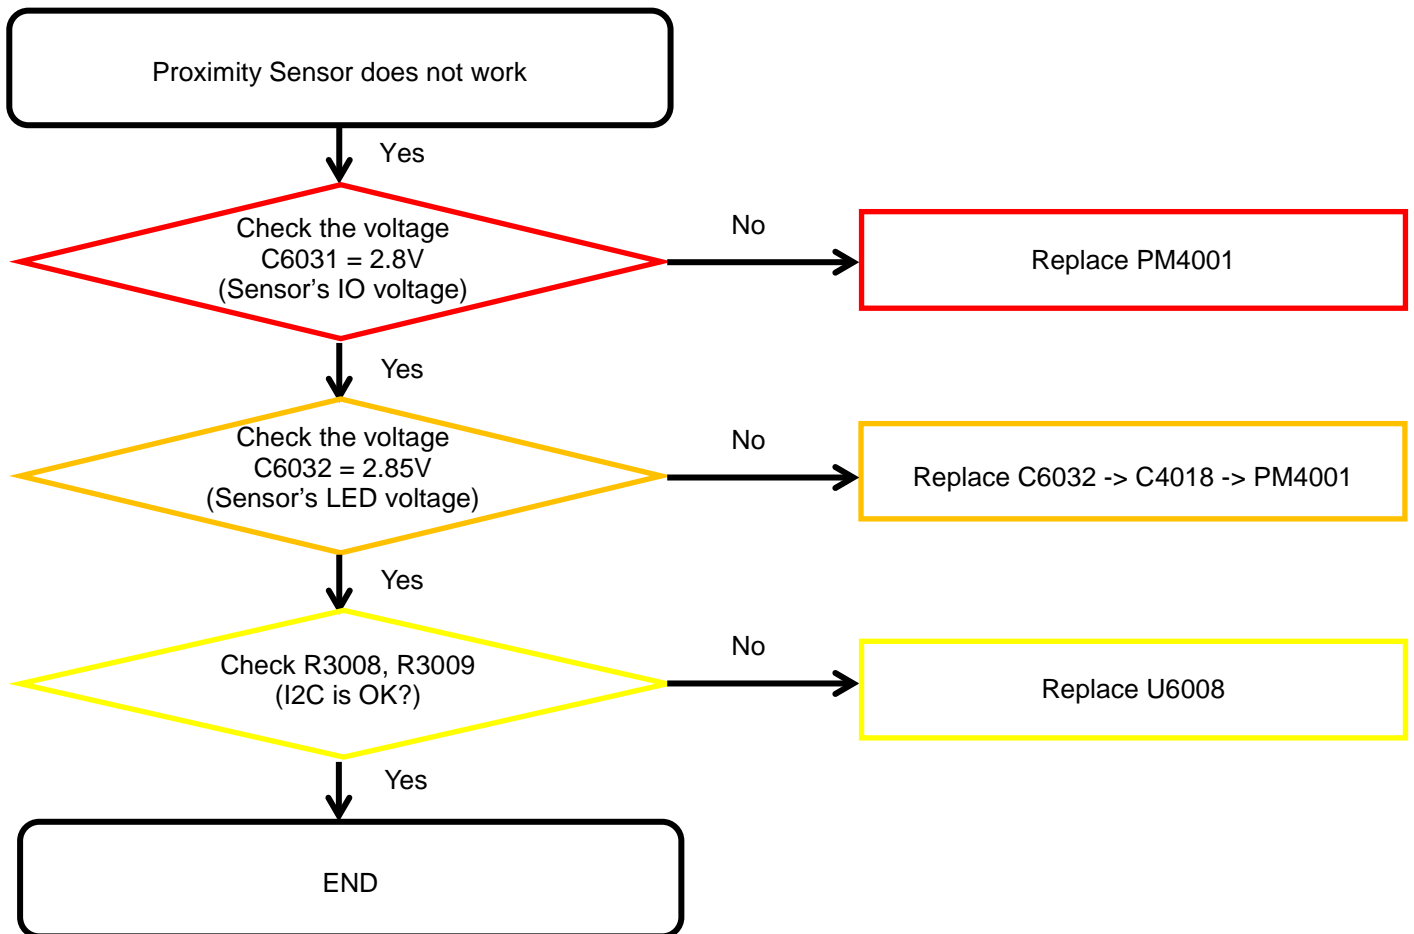 Proximity Sensor does not work
Yes
Check the voltage
C6031 = 2.8V
(Sensor’s IO voltage)
No
Replace PM4001
Yes
Check the voltage
C6032 = 2.85V
(Sensor’s LED voltage)
No
Replace C6032 -> C4018 -> PM4001
Yes
Check R3008, R3009
(I2C is OK?)
No
Replace U6008
Yes
END